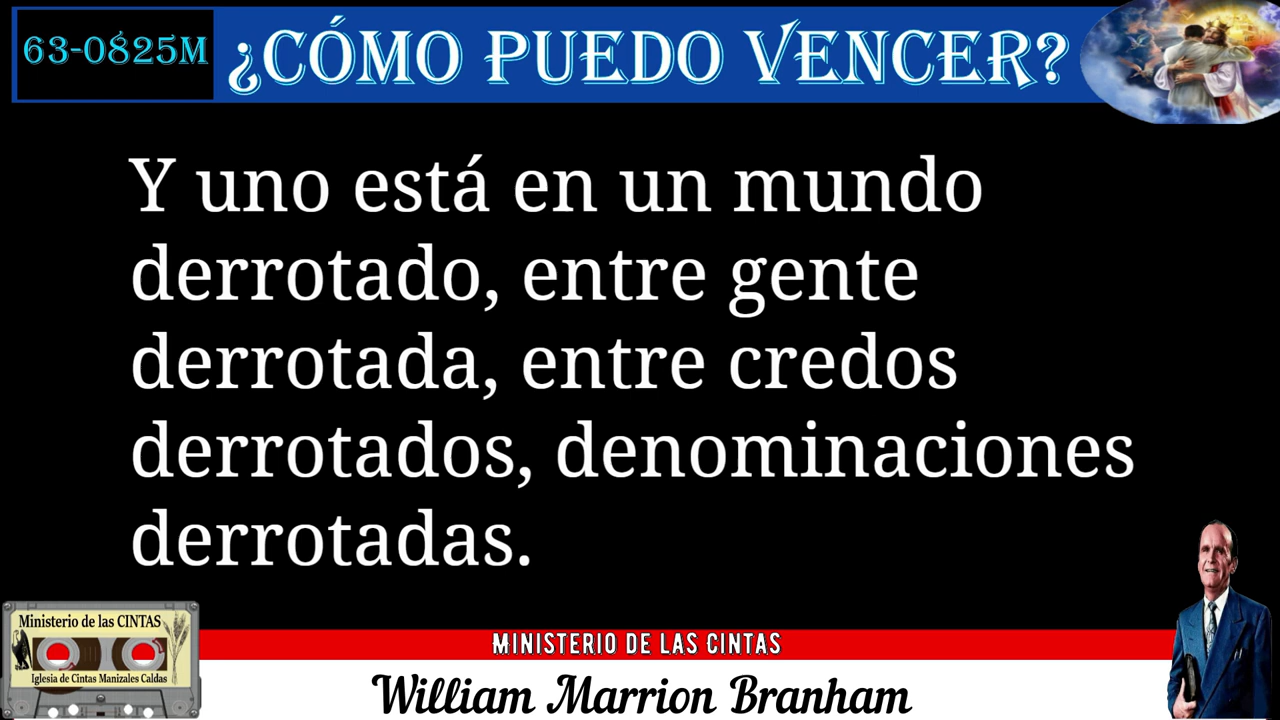 63-0825M
¿CÓMO PUEDO VENCER?
Y uno está en un mundo
derrotado, entre gente
derrotada, entre credos
derrotados, denominaciones
derrotadas.
Ministerio de las CINTAS
Iglesia de Cintas Manizales Caldas
MINISTERIO DE LAS CINTAS
William Marrion Branham